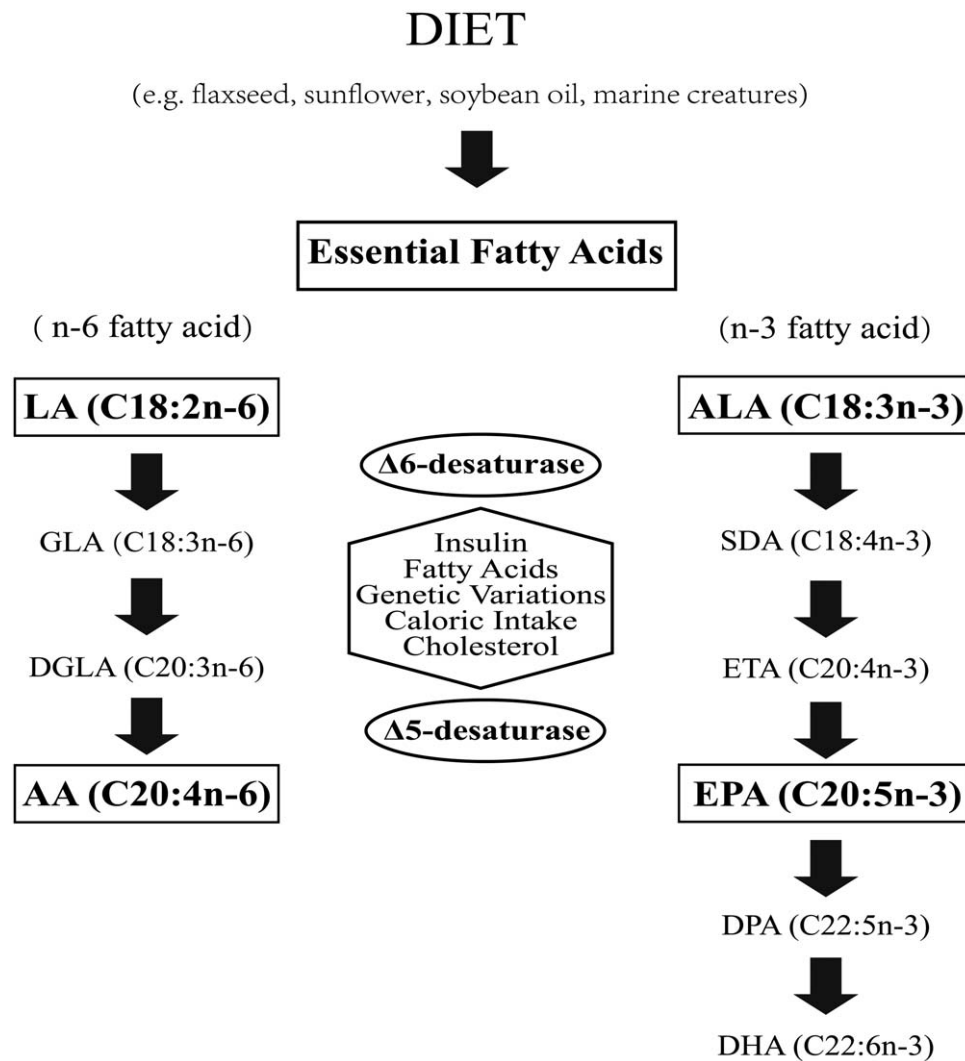 DIET
(e.g. flaxseed, sunflower, soybean oil, marine creatures)
Essential Fatty Acids
( n-6 fatty acid)
(n-3 fatty acid)
LA (C18:2n-6)
ALA (C18:3n-3)
Δ6-desaturase
GLA (C18:3n-6)
Insulin
Fatty Acids
Genetic Variations
Caloric Intake
Cholesterol
SDA (C18:4n-3)
DGLA (C20:3n-6)
ETA (C20:4n-3)
Δ5-desaturase
AA (C20:4n-6)
EPA (C20:5n-3)
DPA (C22:5n-3)
DHA (C22:6n-3)